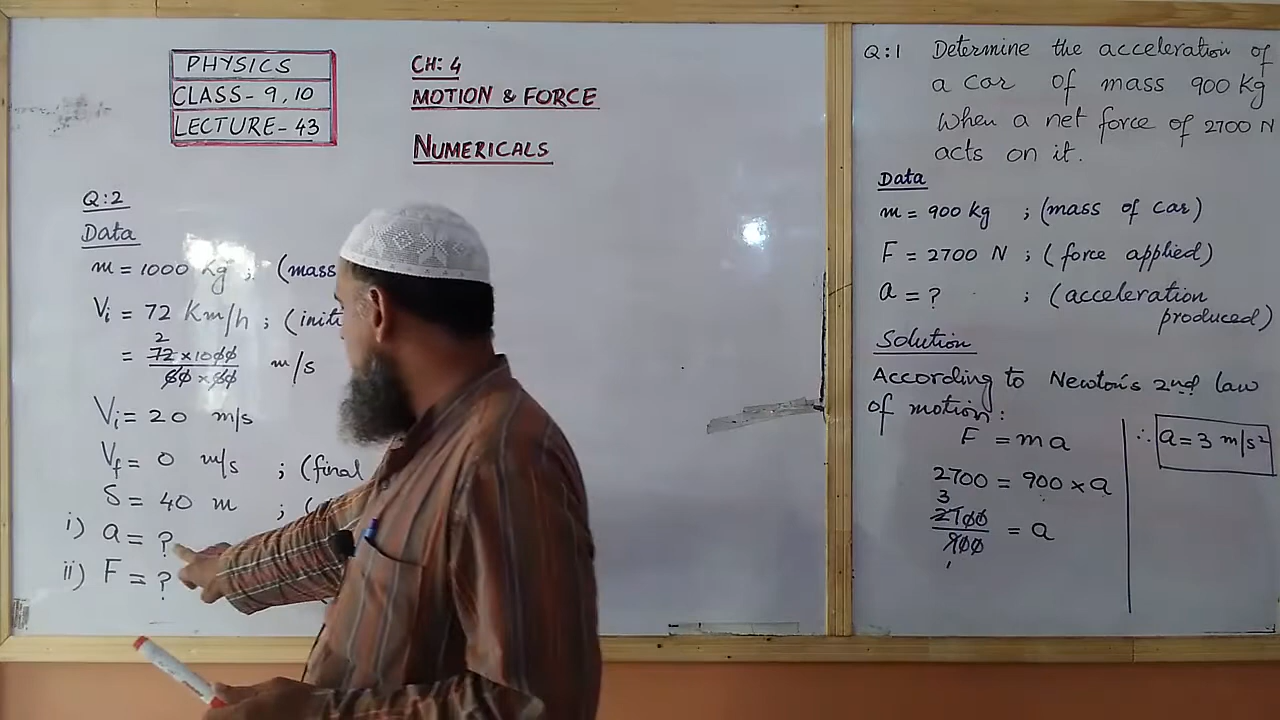 PHYSICS
CLASS - 9, 10
LECTURE - 43
CH: 4
MOTION & FORCE
NUMERICALS
Q:2
Data
m = 1000 Kg ; (mass
Vi = 72 Km/h ; (initi
2
= 72 × 1000 / 60 × 60 m/s
Vi = 20 m/s
Vf = 0 m/s ; (final
S = 40 m ; (
i) a = ?
ii) F = ?
Q:1 Determine the acceleration of
a car of mass 900 Kg
when a net force of 2700 N
acts on it.
Data
m = 900 kg ; (mass of car)
F = 2700 N ; (force applied)
a = ? ; (acceleration
produced)
Solution
According to Newton's 2nd law
of motion:
F = ma
2700 = 900 × a
3
2700 / 900 = a
1
∴ a = 3 m/s²